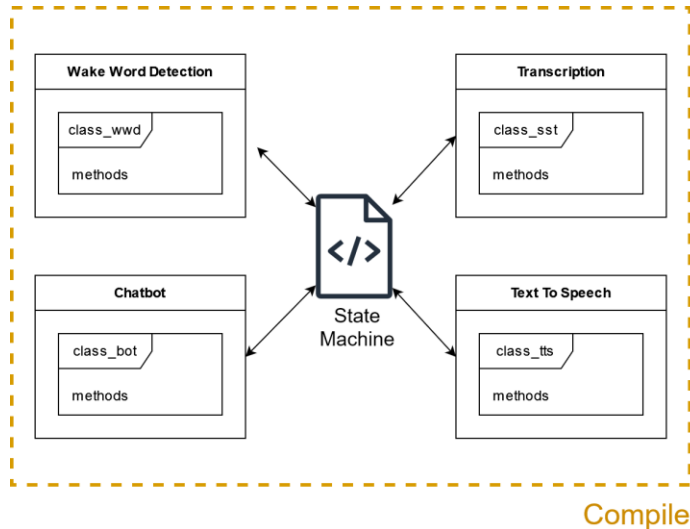 Wake Word Detection
class_wwd
methods
Transcription
class_sst
methods
</>
State
Machine
Chatbot
class_bot
methods
Text To Speech
class_tts
methods
Compile